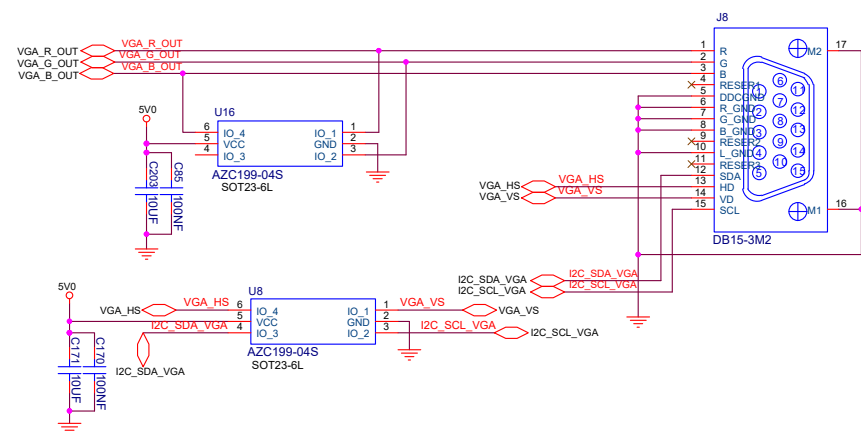 J8
VGA_R_OUT VGA_R_OUT 1 R M2 17
VGA_G_OUT VGA_G_OUT 2 G
VGA_B_OUT VGA_B_OUT 3 B
4 RESER1
5 DDCGND
6 R_GND
7 G_GND
8 B_GND
9 RESER2
10 L_GND
11 RESER3
12 SDA
VGA_HS VGA_HS 13 HD
VGA_VS VGA_VS 14 VD
15 SCL M1 16
6 11
1
7 12
2
8 13
3
9 14
4
10 15
5
DB15-3M2
5V0
U16
6 IO_4 IO_1 1
5 VCC GND 2
4 IO_3 IO_2 3
AZC199-04S
SOT23-6L
C203
10UF
C85
100NF
I2C_SDA_VGA I2C_SDA_VGA
I2C_SCL_VGA I2C_SCL_VGA
5V0
U8
VGA_HS VGA_HS 6 IO_4 IO_1 1 VGA_VS VGA_VS
5 VCC GND 2
I2C_SDA_VGA 4 IO_3 IO_2 3 I2C_SCL_VGA I2C_SCL_VGA
AZC199-04S
SOT23-6L
I2C_SDA_VGA
C171
10UF
C170
100NF